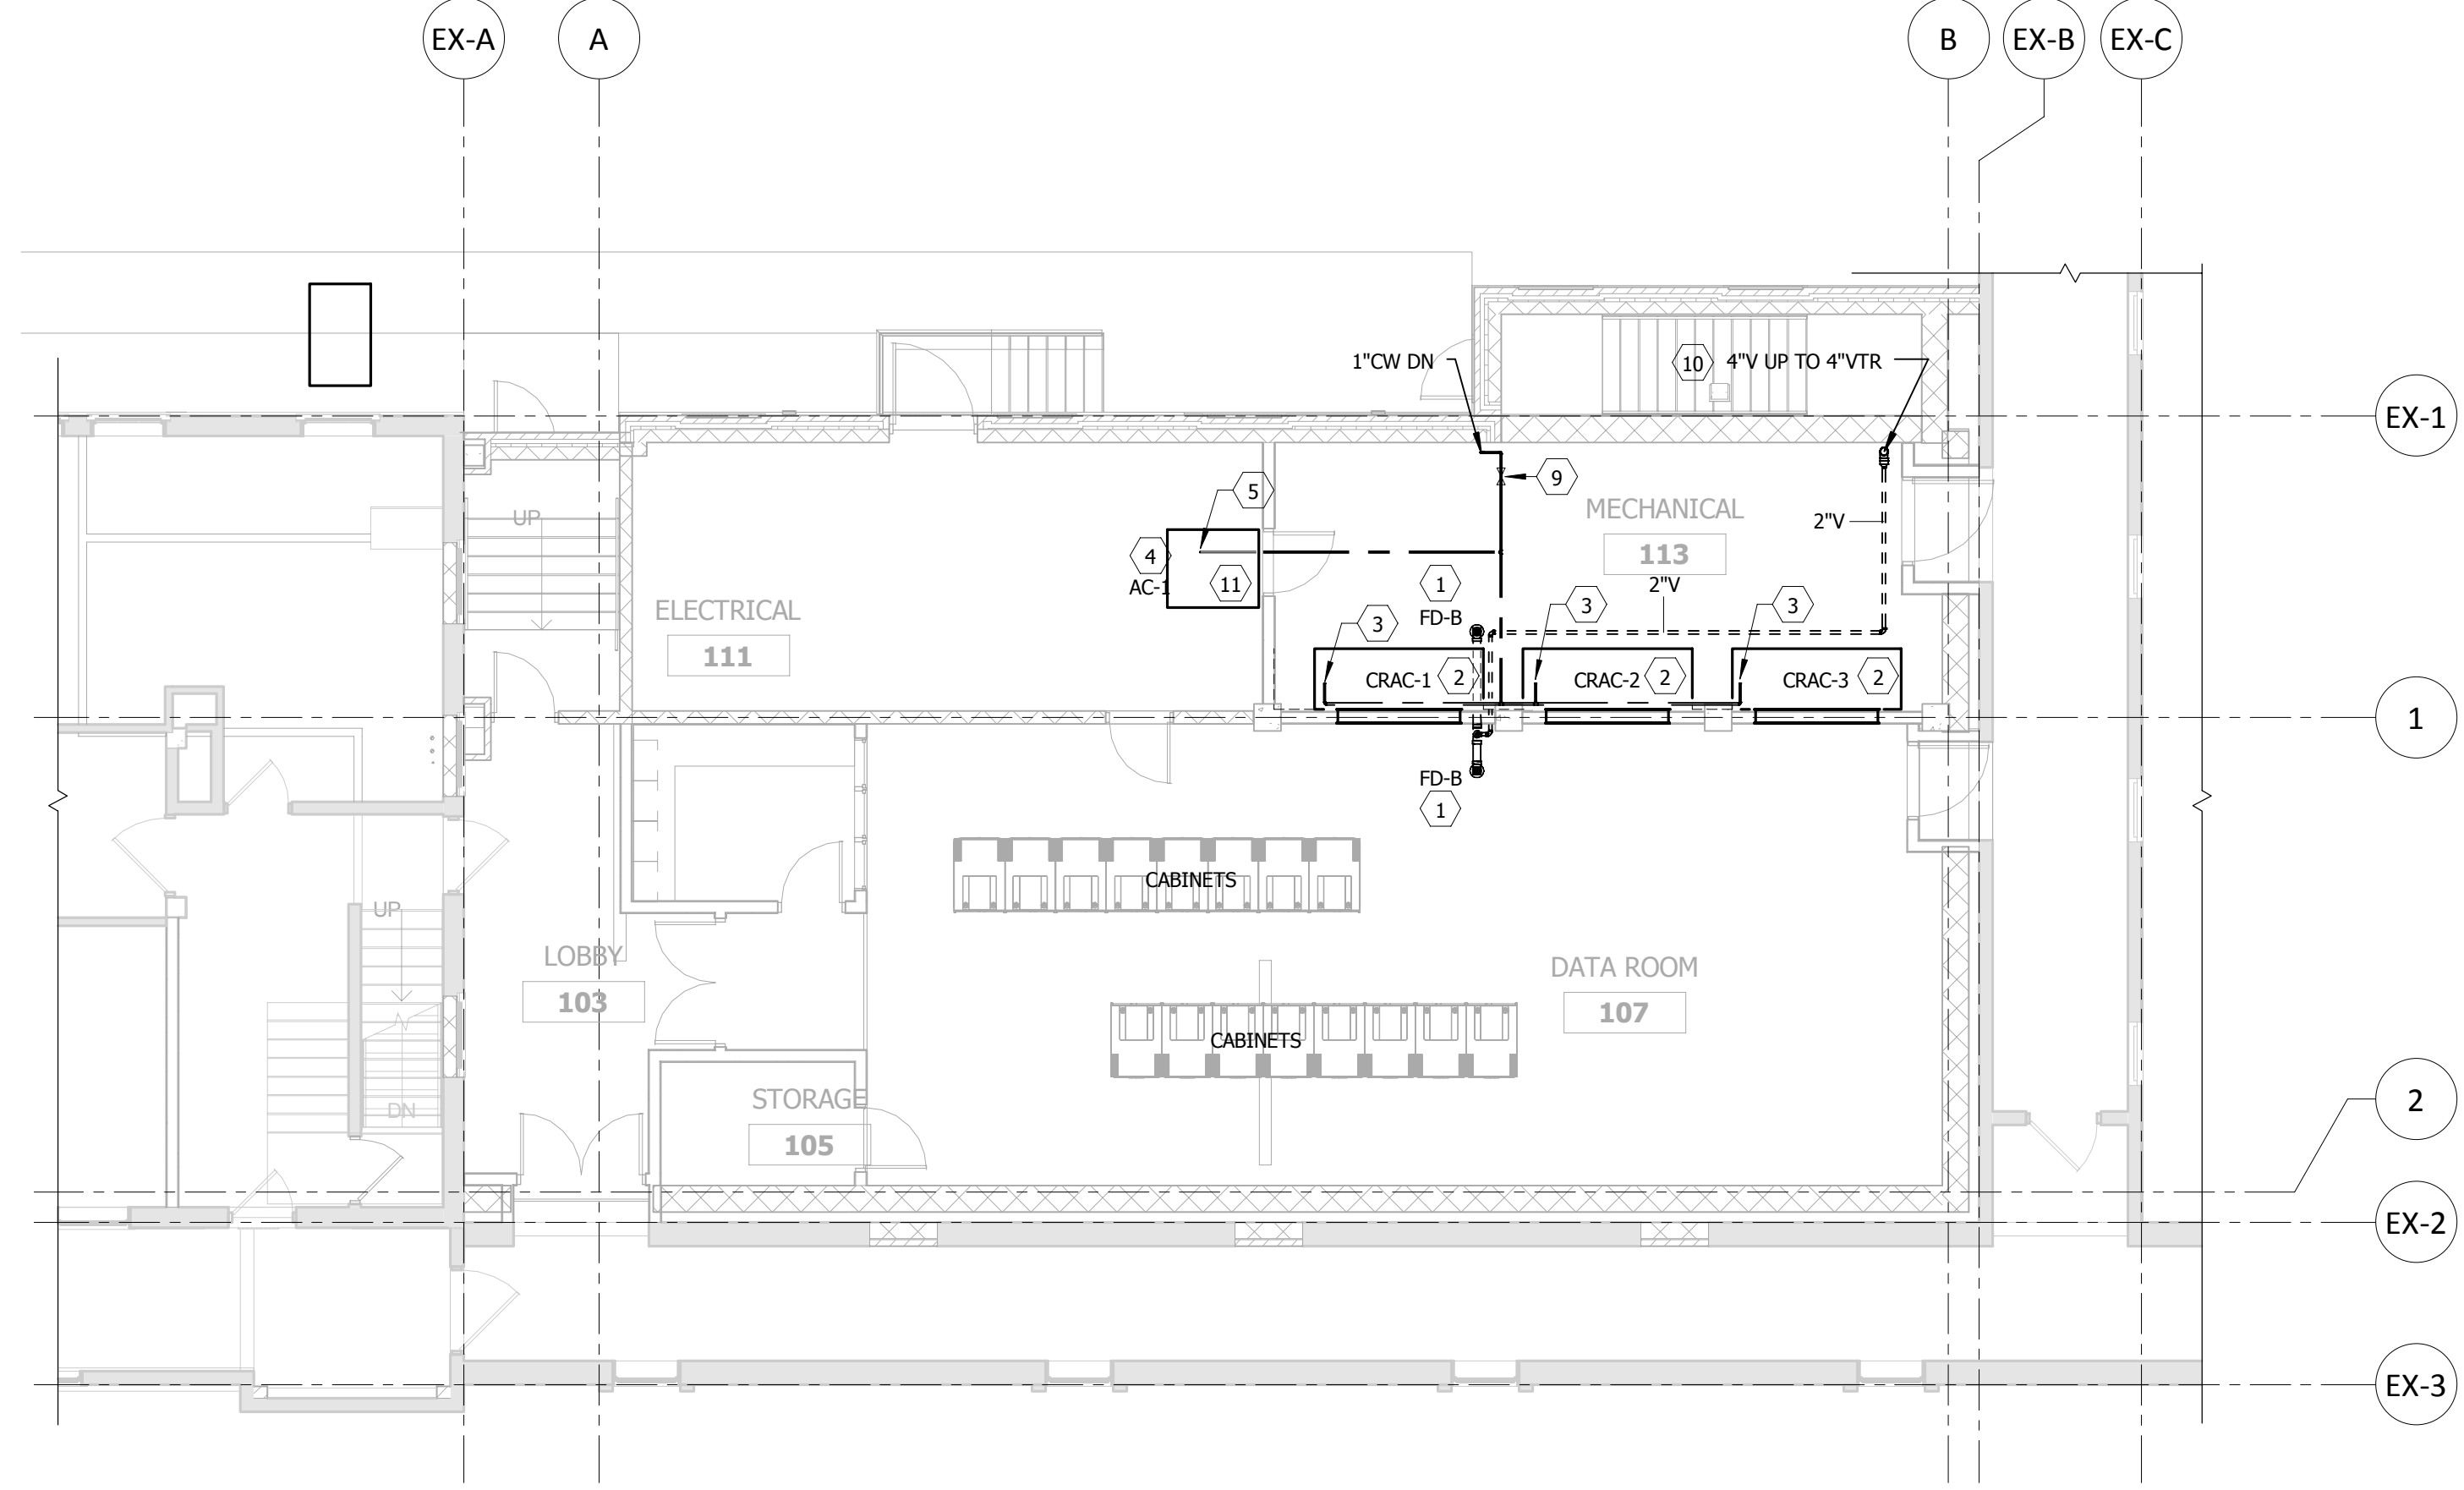 EX-A
A
B
EX-B
EX-C
1"CW DN
10
4"V UP TO 4"VTR
EX-1
5
9
MECHANICAL
113
2"V
UP
4
AC-1
11
1
FD-B
2"V
3
3
3
ELECTRICAL
111
CRAC-1
2
CRAC-2
2
CRAC-3
2
1
FD-B
1
CABINETS
UP
LOBBY
103
DATA ROOM
107
CABINETS
STORAGE
105
DN
2
EX-2
EX-3